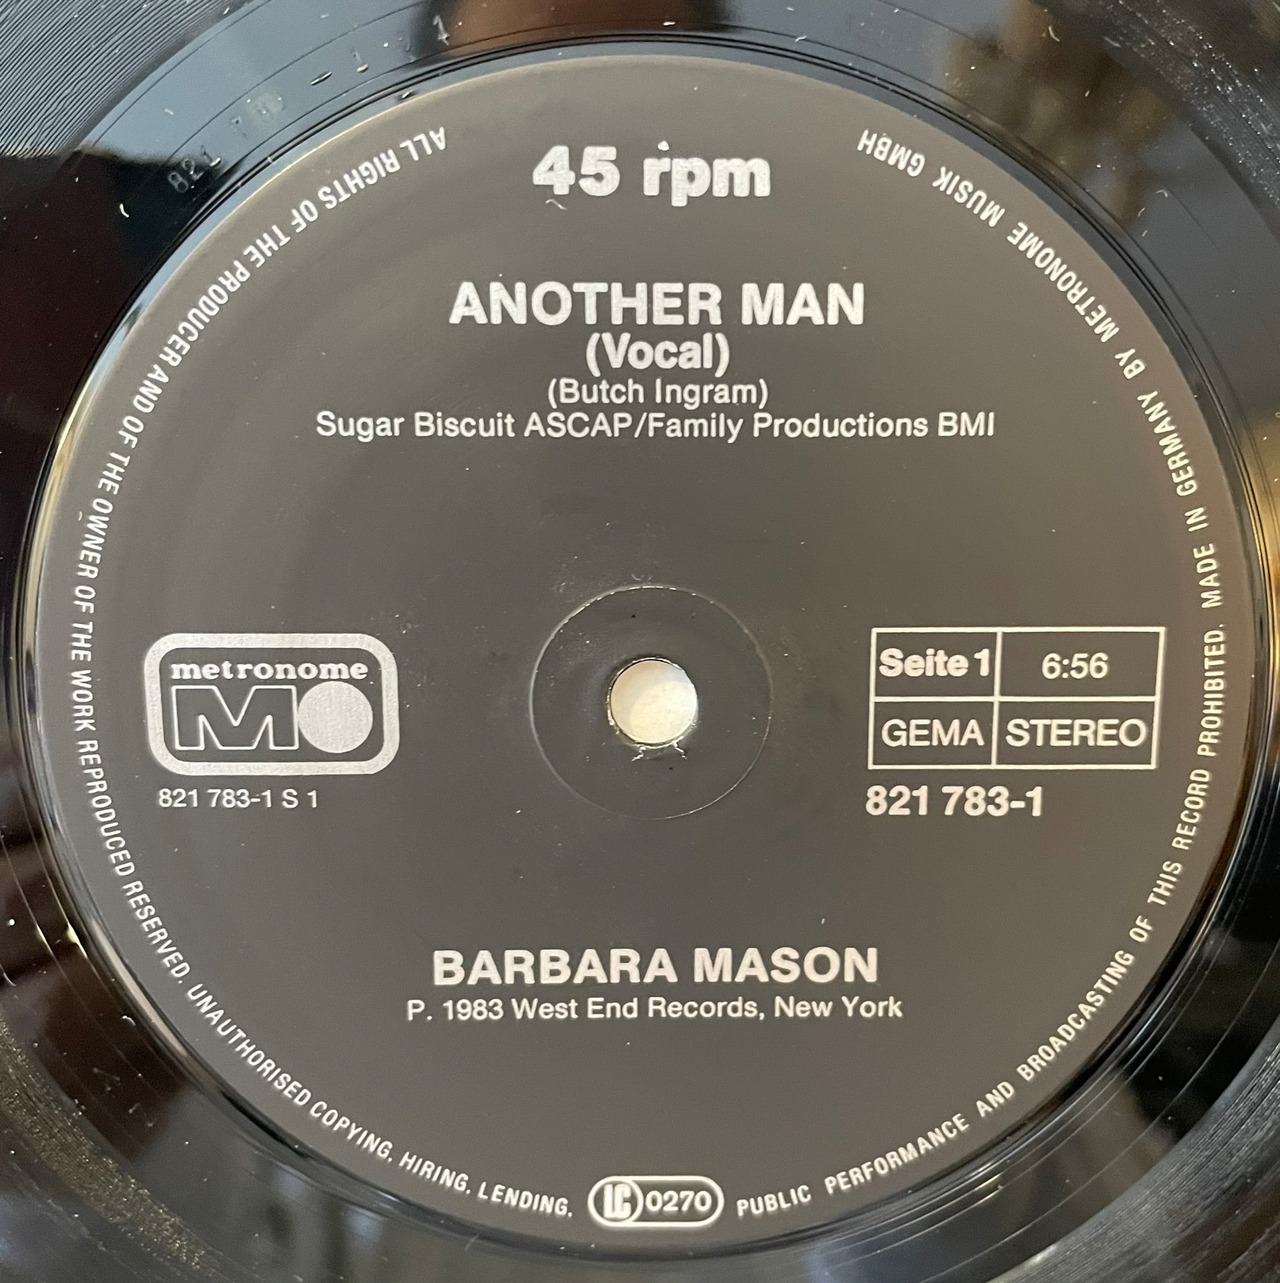 45 rpm
ANOTHER MAN
(Vocal)
(Butch Ingram)
Sugar Biscuit ASCAP/Family Productions BMI
metronome
MO
821 783-1 S 1
Seite 1 6:56
GEMA STEREO
821 783-1
BARBARA MASON
P. 1983 West End Records, New York
ALL RIGHTS OF THE PRODUCER AND OF THE OWNER OF THE WORK REPRODUCED RESERVED. UNAUTHORISED COPYING, HIRING, LENDING, PUBLIC PERFORMANCE AND BROADCASTING OF THIS RECORD PROHIBITED. MADE IN GERMANY BY METRONOME MUSIK GMBH
LC 0270